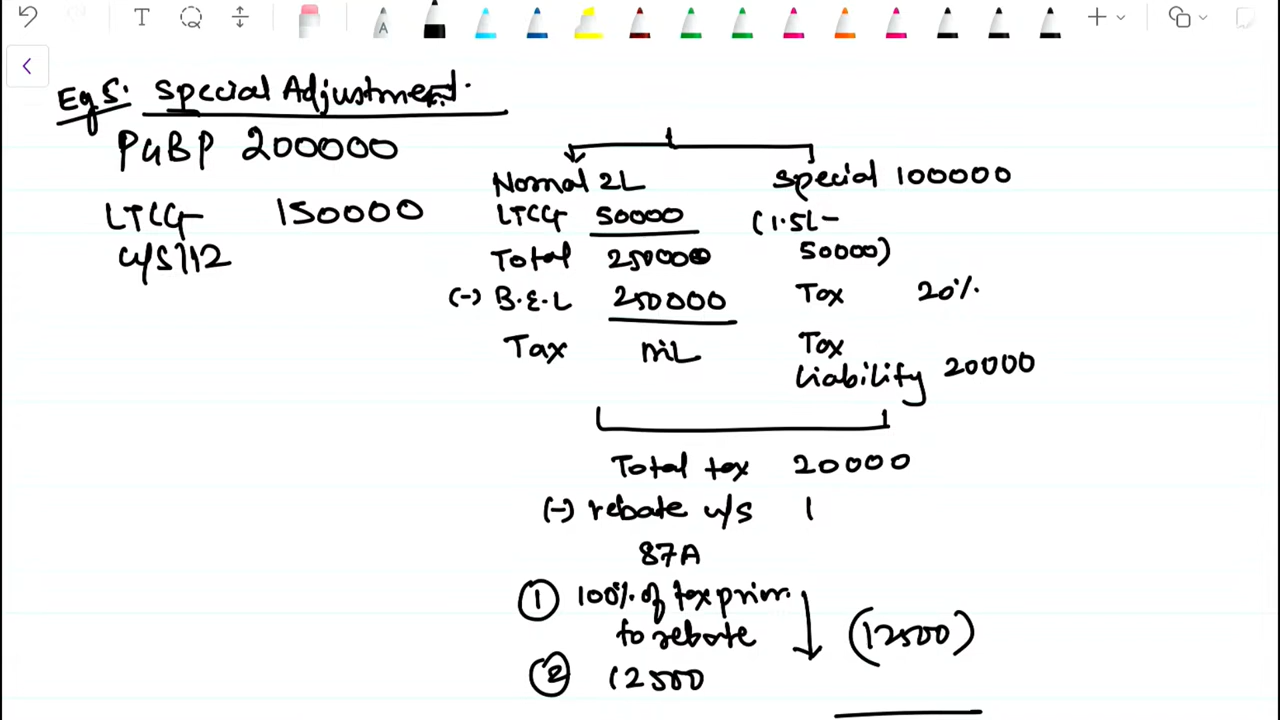 Eg 5. Special Adjustment.
PGBP 200000
LTCG 150000
u/s 112
Normal 2L
LTCG 50000
Total 250000
(-) B.E.L 250000
Tax NIL
Special 100000
(1.5L -
50000)
Tax 20%
Tax
Liability 20000
Total tax 20000
(-) rebate u/s
87A
① 100% of tax prior
to rebate
② 12500
(12500)